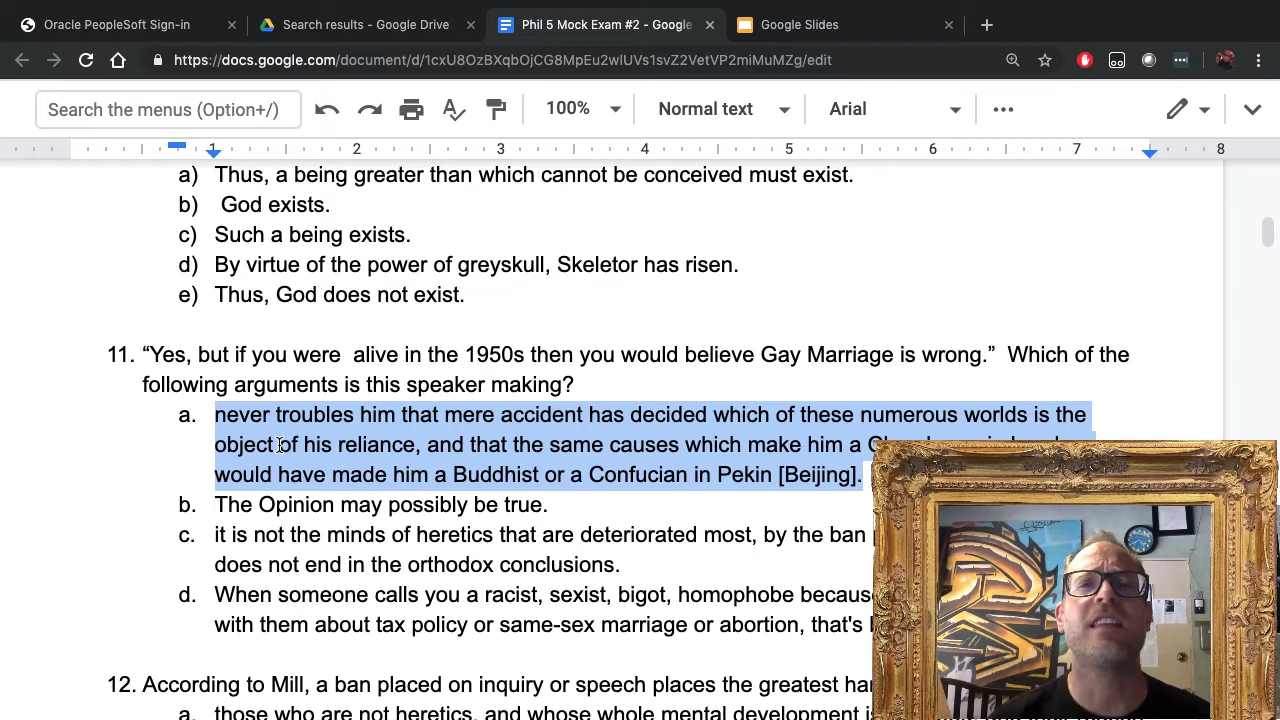 Oracle PeopleSoft Sign-in
Search results - Google Drive
Phil 5 Mock Exam #2 - Google
Google Slides
https://docs.google.com/document/d/1cxU8OzBXqbOjCG8MpEu2wlUVs1svZ2VetVP2miMuMZg/edit
Search the menus (Option+/)
100%
Normal text
Arial
1 2 3 4 5 6 7 8
a) Thus, a being greater than which cannot be conceived must exist.
b) God exists.
c) Such a being exists.
d) By virtue of the power of greyskull, Skeletor has risen.
e) Thus, God does not exist.
11. “Yes, but if you were alive in the 1950s then you would believe Gay Marriage is wrong.” Which of the
following arguments is this speaker making?
a. never troubles him that mere accident has decided which of these numerous worlds is the
object of his reliance, and that the same causes which make him a
would have made him a Buddhist or a Confucian in Pekin [Beijing].
b. The Opinion may possibly be true.
c. it is not the minds of heretics that are deteriorated most, by the ban
does not end in the orthodox conclusions.
d. When someone calls you a racist, sexist, bigot, homophobe because
with them about tax policy or same-sex marriage or abortion, that's
12. According to Mill, a ban placed on inquiry or speech places the greatest
a. those who are not heretics, and whose whole mental development